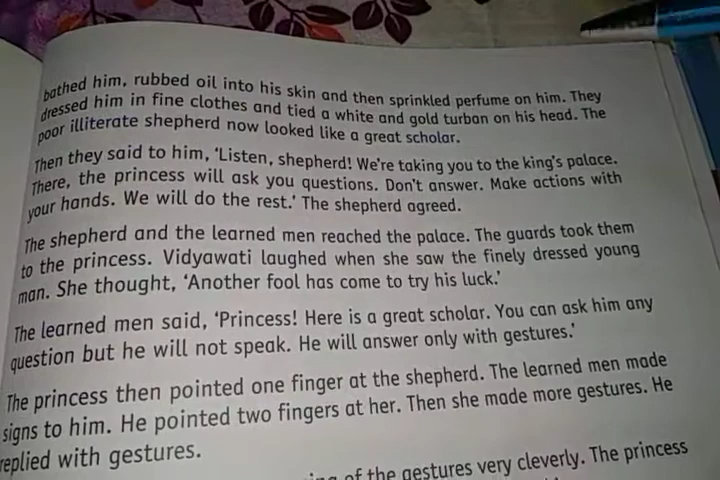 bathed him, rubbed oil into his skin and then sprinkled perfume on him. They
dressed him in fine clothes and tied a white and gold turban on his head. The
poor illiterate shepherd now looked like a great scholar.
Then they said to him, ‘Listen, shepherd! We're taking you to the king's palace.
There, the princess will ask you questions. Don't answer. Make actions with
your hands. We will do the rest.’ The shepherd agreed.
The shepherd and the learned men reached the palace. The guards took them
to the princess. Vidyawati laughed when she saw the finely dressed young
man. She thought, ‘Another fool has come to try his luck.’
The learned men said, ‘Princess! Here is a great scholar. You can ask him any
question but he will not speak. He will answer only with gestures.’
The princess then pointed one finger at the shepherd. The learned men made
signs to him. He pointed two fingers at her. Then she made more gestures. He
replied with gestures.
of the gestures very cleverly. The princess